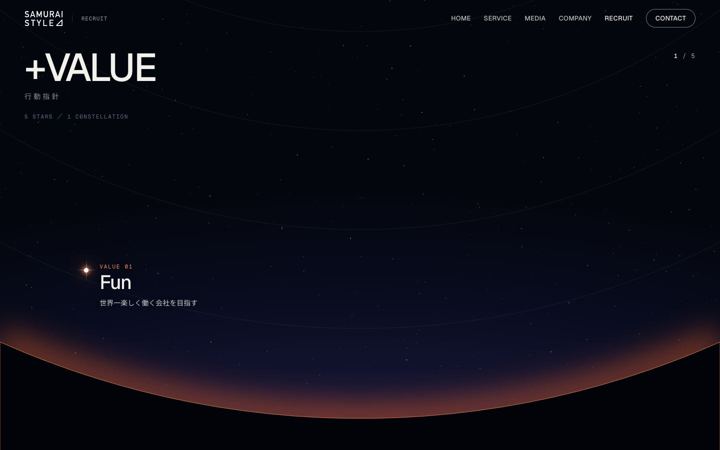 SAMURAI
STYLE
RECRUIT
HOME SERVICE MEDIA COMPANY RECRUIT CONTACT
+VALUE
1 / 5
行動指針
5 STARS / 1 CONSTELLATION
VALUE 01
Fun
世界一楽しく働く会社を目指す